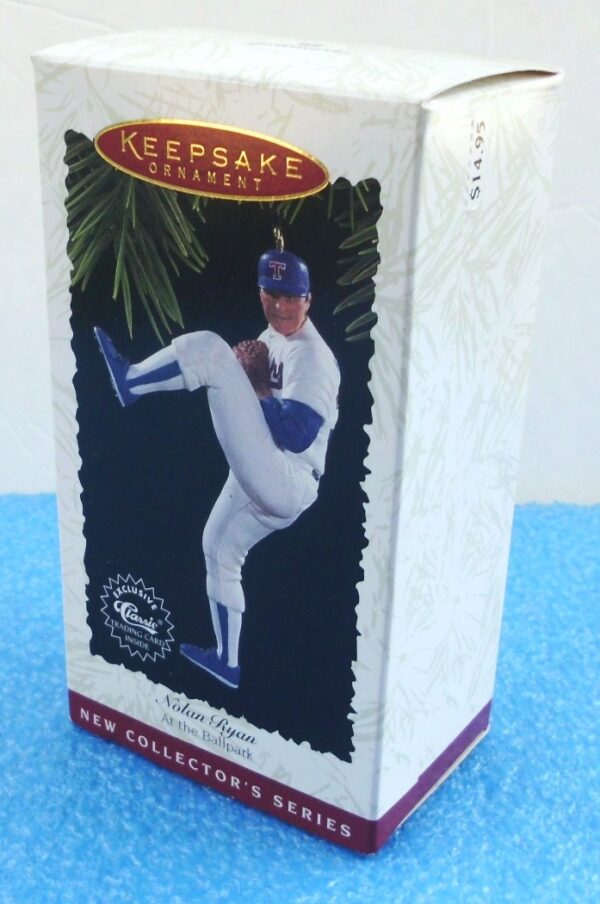 KEEPSAKE
ORNAMENT
$14.95
T
EXCLUSIVE
Classic®
TRADING CARD
INSIDE
Nolan Ryan
At the Ballpark
NEW COLLECTOR'S SERIES